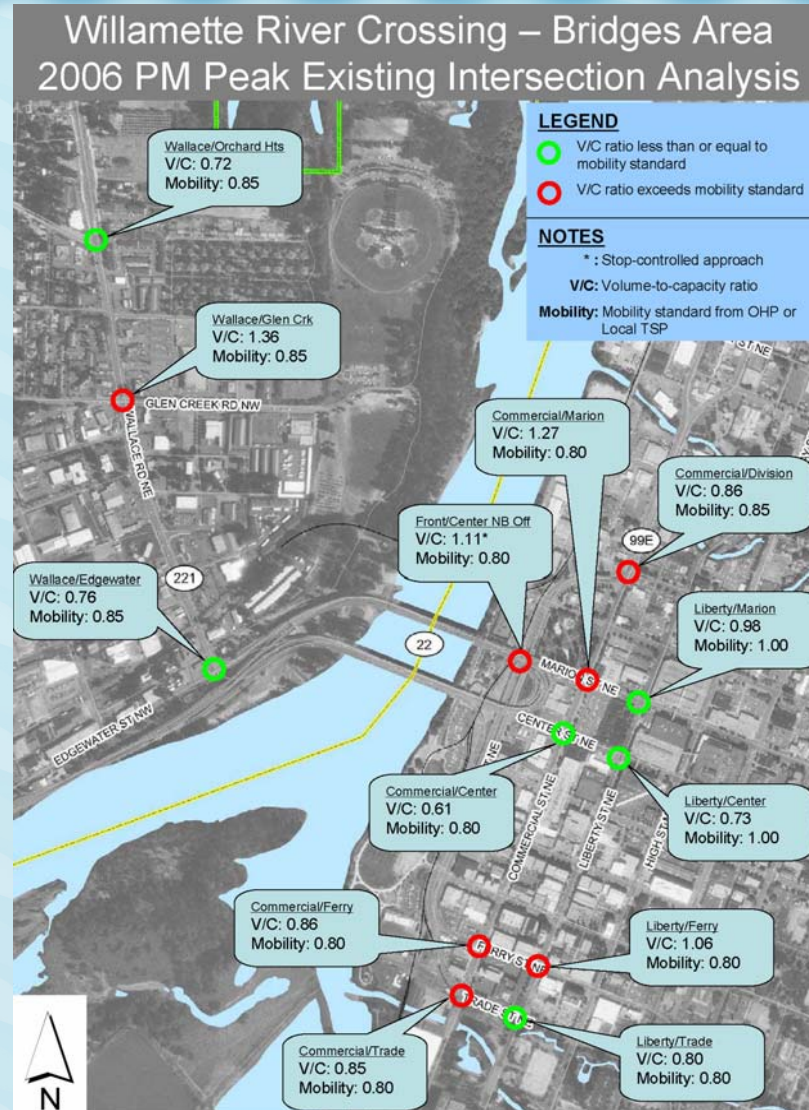 Willamette River Crossing – Bridges Area
2006 PM Peak Existing Intersection Analysis
LEGEND
V/C ratio less than or equal to
mobility standard
V/C ratio exceeds mobility standard
NOTES
* : Stop-controlled approach
V/C: Volume-to-capacity ratio
Mobility: Mobility standard from OHP or
Local TSP
Wallace/Orchard Hts
V/C: 0.72
Mobility: 0.85
Wallace/Glen Crk
V/C: 1.36
Mobility: 0.85
GLEN CREEK RD NW
WALLACE RD NE
Commercial/Marion
V/C: 1.27
Mobility: 0.80
Commercial/Division
V/C: 0.86
Mobility: 0.85
Front/Center NB Off
V/C: 1.11*
Mobility: 0.80
99E
221
Wallace/Edgewater
V/C: 0.76
Mobility: 0.85
Liberty/Marion
V/C: 0.98
Mobility: 1.00
22
MARION ST NE
EDGEWATER ST NW
CENTER ST NE
ST NE
COMMERCIAL ST NE
LIBERTY ST NE
HIGH ST
Commercial/Center
V/C: 0.61
Mobility: 0.80
Liberty/Center
V/C: 0.73
Mobility: 1.00
Commercial/Ferry
V/C: 0.86
Mobility: 0.80
Liberty/Ferry
V/C: 1.06
Mobility: 0.80
FERRY ST NE
TRADE ST NE
Commercial/Trade
V/C: 0.85
Mobility: 0.80
Liberty/Trade
V/C: 0.80
Mobility: 0.80
N